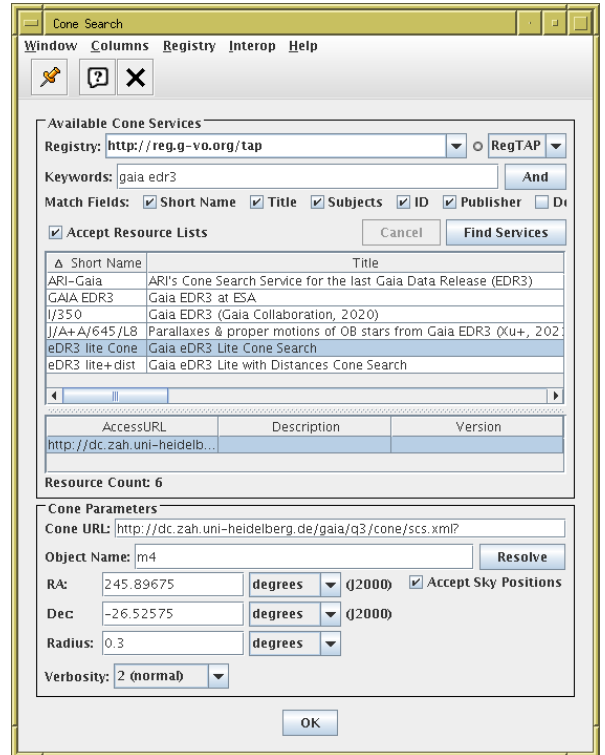 Cone Search
Window Columns Registry Interop Help
Available Cone Services
Registry: http://reg.g-vo.org/tap RegTAP
Keywords: gaia edr3 And
Match Fields: Short Name Title Subjects ID Publisher
Accept Resource Lists Cancel Find Services
Short Name Title
ARI-Gaia ARI's Cone Search Service for the last Gaia Data Release (EDR3)
GAIA EDR3 Gaia EDR3 at ESA
I/350 Gaia EDR3 (Gaia Collaboration, 2020)
J/A+A/645/L8 Parallaxes & proper motions of OB stars from Gaia EDR3 (Xu+,
eDR3 lite Cone Gaia eDR3 Lite Cone Search
eDR3 lite+dist Gaia eDR3 Lite with Distances Cone Search
AccessURL Description Version
http://dc.zah.uni-heidelb...
Resource Count: 6
Cone Parameters
Cone URL: http://dc.zah.uni-heidelberg.de/gaia/q3/cone/scs.xml?
Object Name: m4 Resolve
RA: 245.89675 degrees (J2000) Accept Sky Positions
Dec: -26.52575 degrees (J2000)
Radius: 0.3 degrees
Verbosity: 2 (normal)
OK